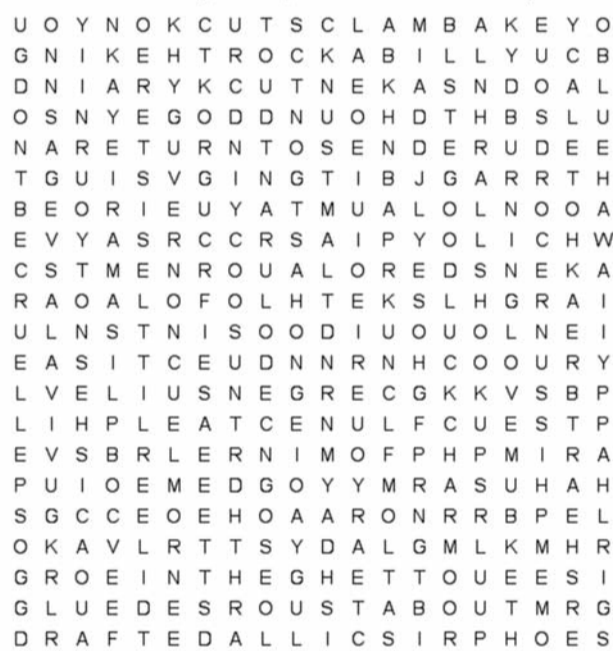 U O Y N O K C U T S C L A M B A K E Y O
G N I K E H T R O C K A B I L L Y U C B
D N I A R Y K C U T N E K A S N D O A L
O S N Y E G O D D N U O H D T H B S L U
N A R E T U R N T O S E N D E R U D E E
T G U I S V G I N G T I B J G A R R T H
B E O R I E U Y A T M U A L O L N O O A
E V Y A S R C C R S A I P Y O L I C H W
C S T M E N R O U A L O R E D S N E K A
R A O A L O F O L H T E K S L H G R A I
U L N S T N I S O O D I U O U O L N E I
E A S I T C E U D N N R N H C O O U R Y
L V E L I U S N E G R E C G K K V S B P
L I H P L E A T C E N U L F C U E S T P
E V S B R L E R N I M O F P H P M I R A
P U I O E M E D G O Y Y M R A S U H A H
S G C C E O E H O A A R O N R R B P E L
O K A V L R T T S Y D A L G M L K M H R
G R O E I N T H E G H E T T O U E E S I
G L U E D E S R O U S T A B O U T M R G
D R A F T E D A L L I C S I R P H O E S